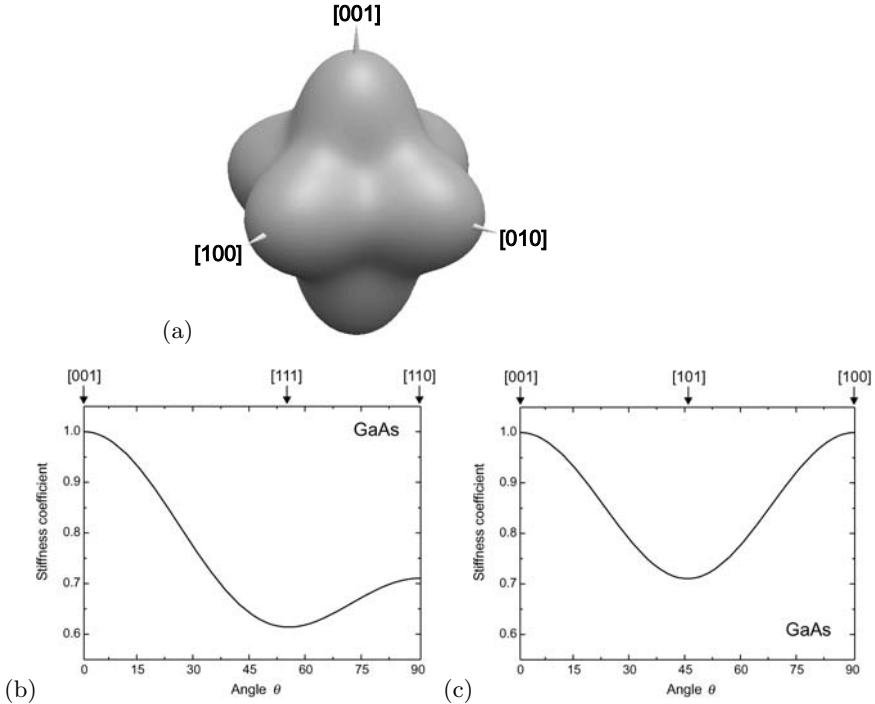 [001]
[100]
[010]
(a)
[001] [111] [110]
GaAs
Stiffness coefficient
1.0
0.9
0.8
0.7
0.6
0 15 30 45 60 75 90
Angle θ
(b)
[001] [101] [100]
Stiffness coefficient
1.0
0.9
0.8
0.7
0.6
GaAs
0 15 30 45 60 75 90
Angle θ
(c)